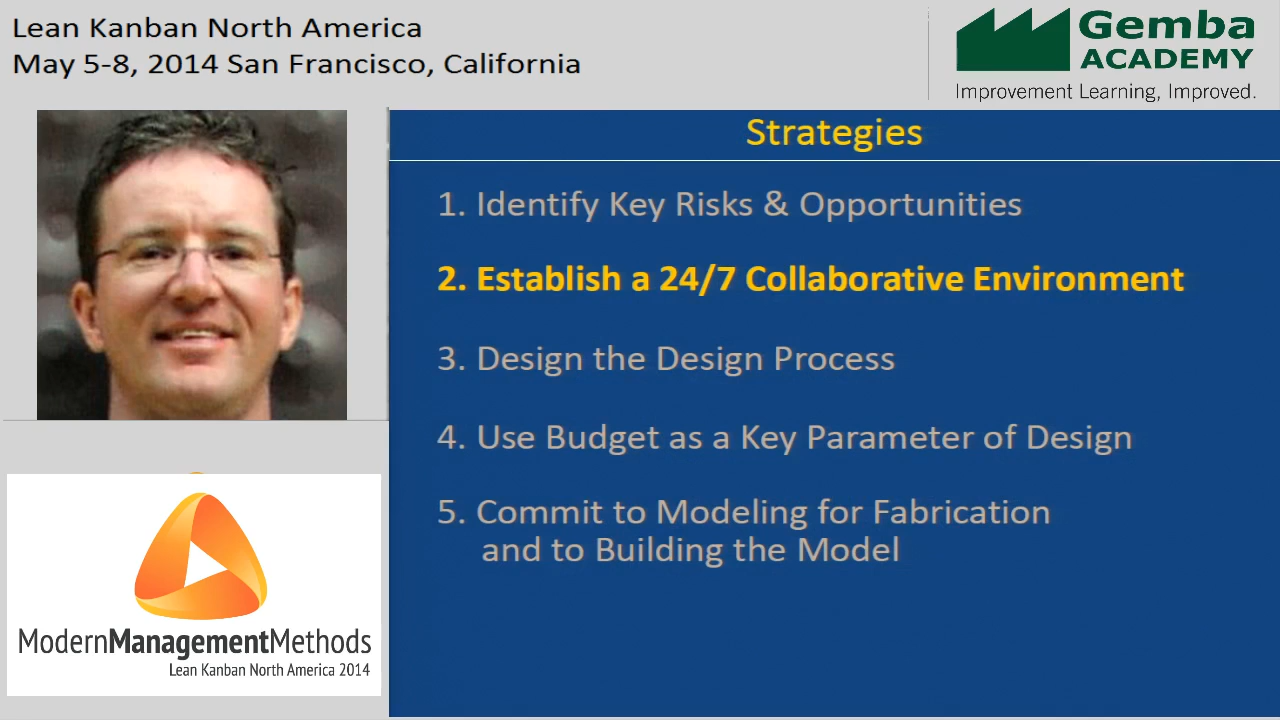 Lean Kanban North America
May 5-8, 2014 San Francisco, California
Gemba
ACADEMY
Improvement Learning, Improved.
Strategies
1. Identify Key Risks & Opportunities
2. Establish a 24/7 Collaborative Environment
3. Design the Design Process
4. Use Budget as a Key Parameter of Design
5. Commit to Modeling for Fabrication
and to Building the Model
ModernManagementMethods
Lean Kanban North America 2014